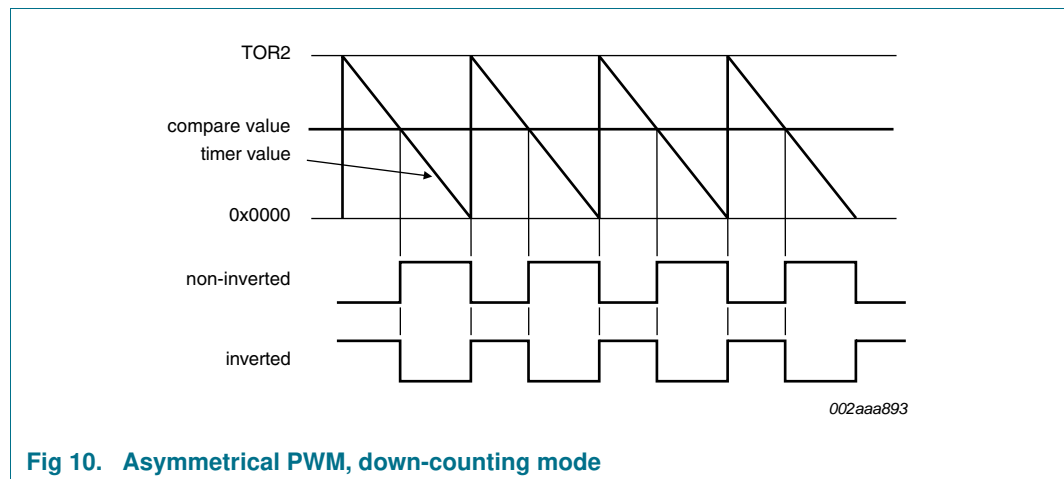 TOR2
compare value
timer value
0x0000
non-inverted
inverted
002aaa893
Fig 10. Asymmetrical PWM, down-counting mode